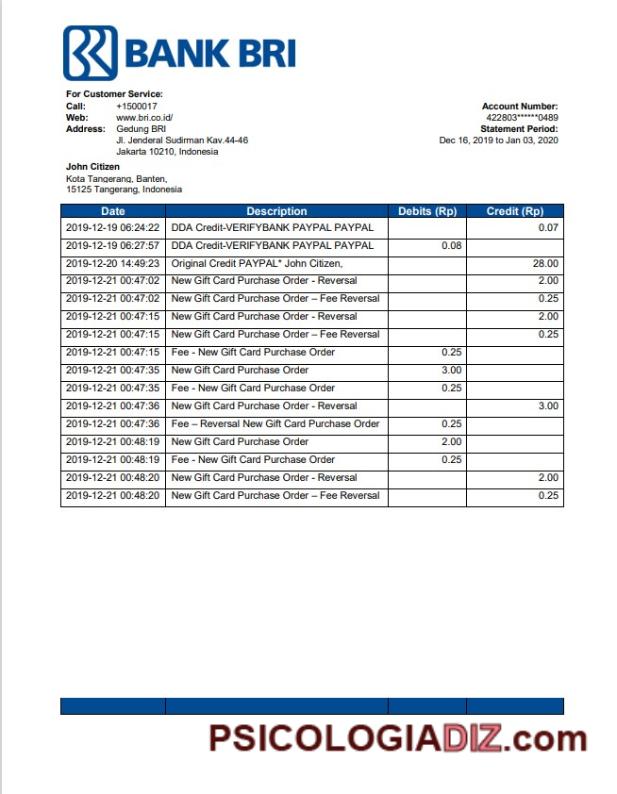 BANK BRI
For Customer Service:
Call: +1500017
Web: www.bri.co.id/
Address: Gedung BRI
Jl. Jenderal Sudirman Kav.44-46
Jakarta 10210, Indonesia
Account Number:
422803******0489
Statement Period:
Dec 16, 2019 to Jan 03, 2020
John Citizen
Kota Tangerang, Banten,
15125 Tangerang, Indonesia
Date Description Debits (Rp) Credit (Rp)
2019-12-19 06:24:22 DDA Credit-VERIFYBANK PAYPAL PAYPAL 0.07
2019-12-19 06:27:57 DDA Credit-VERIFYBANK PAYPAL PAYPAL 0.08
2019-12-20 14:49:23 Original Credit PAYPAL* John Citizen, 28.00
2019-12-21 00:47:02 New Gift Card Purchase Order - Reversal 2.00
2019-12-21 00:47:02 New Gift Card Purchase Order – Fee Reversal 0.25
2019-12-21 00:47:15 New Gift Card Purchase Order - Reversal 2.00
2019-12-21 00:47:15 New Gift Card Purchase Order – Fee Reversal 0.25
2019-12-21 00:47:15 Fee - New Gift Card Purchase Order 0.25
2019-12-21 00:47:35 New Gift Card Purchase Order 3.00
2019-12-21 00:47:35 Fee - New Gift Card Purchase Order 0.25
2019-12-21 00:47:36 New Gift Card Purchase Order - Reversal 3.00
2019-12-21 00:47:36 Fee – Reversal New Gift Card Purchase Order 0.25
2019-12-21 00:48:19 New Gift Card Purchase Order 2.00
2019-12-21 00:48:19 Fee - New Gift Card Purchase Order 0.25
2019-12-21 00:48:20 New Gift Card Purchase Order - Reversal 2.00
2019-12-21 00:48:20 New Gift Card Purchase Order – Fee Reversal 0.25
PSICOLOGIADIZ.com